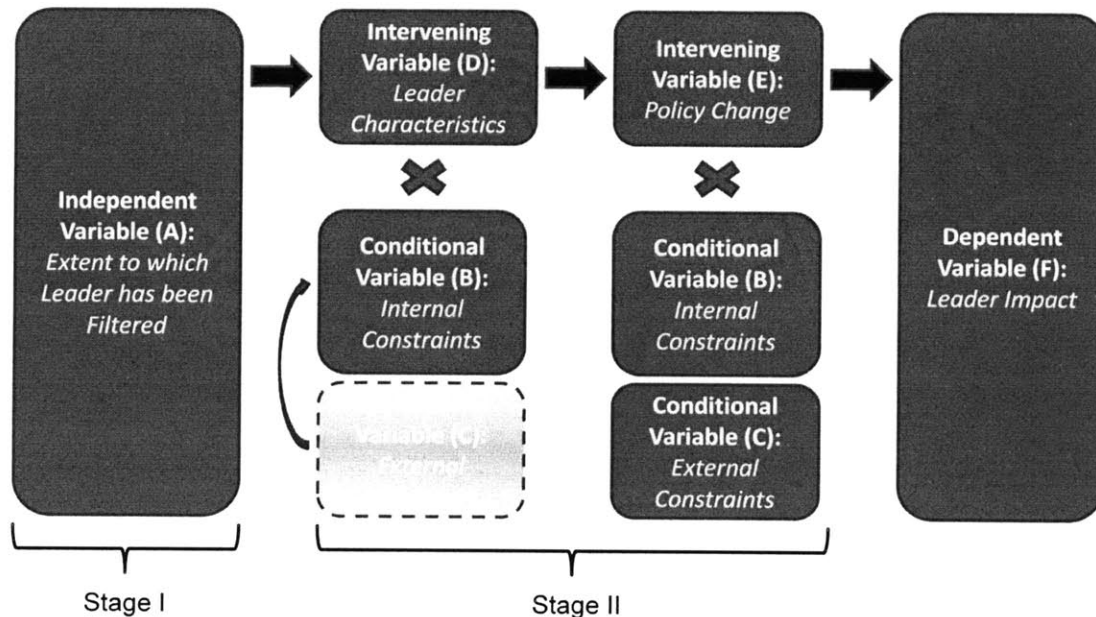 Independent
Variable (A):
Extent to which
Leader has been
Filtered
Intervening
Variable (D):
Leader
Characteristics
Conditional
Variable (B):
Internal
Constraints
Variable (C):
External
Intervening
Variable (E):
Policy Change
Conditional
Variable (B):
Internal
Constraints
Conditional
Variable (C):
External
Constraints
Dependent
Variable (F):
Leader Impact
Stage I
Stage II